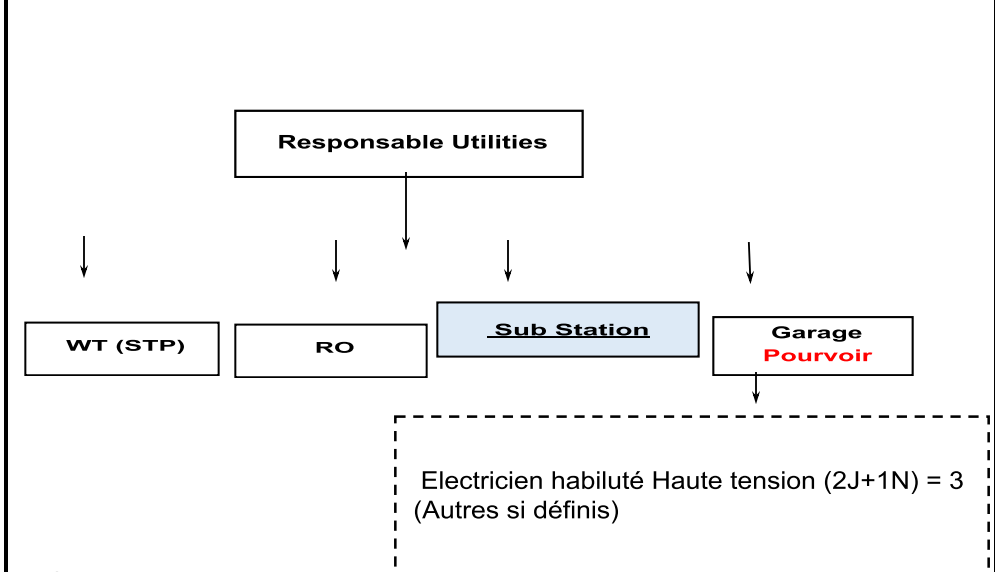 Responsable Utilities
WT (STP)
RO
Sub Station
Garage
Pourvoir
Electricien habiluté Haute tension (2J+1N) = 3
(Autres si définis)